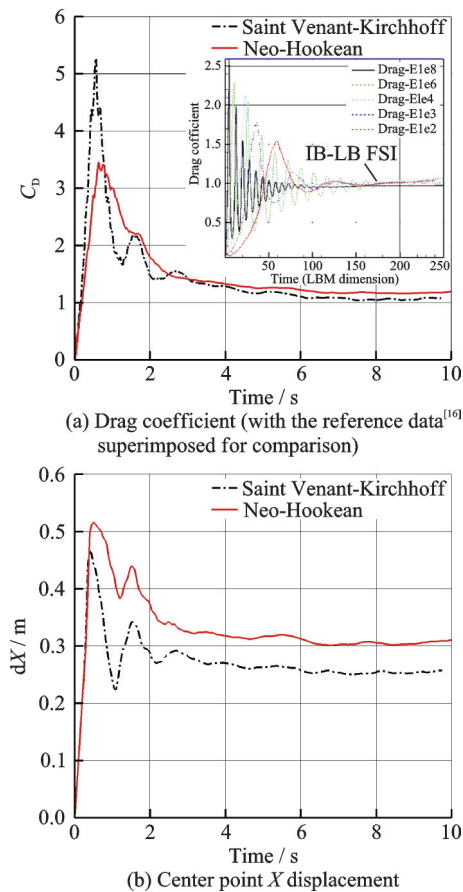 Saint Venant-Kirchhoff
Neo-Hookean
C_D
6
5
4
3
2
1
0
0 2 4 6 8 10
Time / s
Drag coefficient
2.5
2.0
1.5
1.0
0.5
Drag-E1e8
Drag-E1e6
Drag-Ele4
Drag-E1e3
Drag-E1e2
IB-LB FSI
50 100 150 200 250
Time (LBM dimension)
(a) Drag coefficient (with the reference data[16]
superimposed for comparison)
Saint Venant-Kirchhoff
Neo-Hookean
dX / m
0.6
0.5
0.4
0.3
0.2
0.1
0.0
0 2 4 6 8 10
Time / s
(b) Center point X displacement